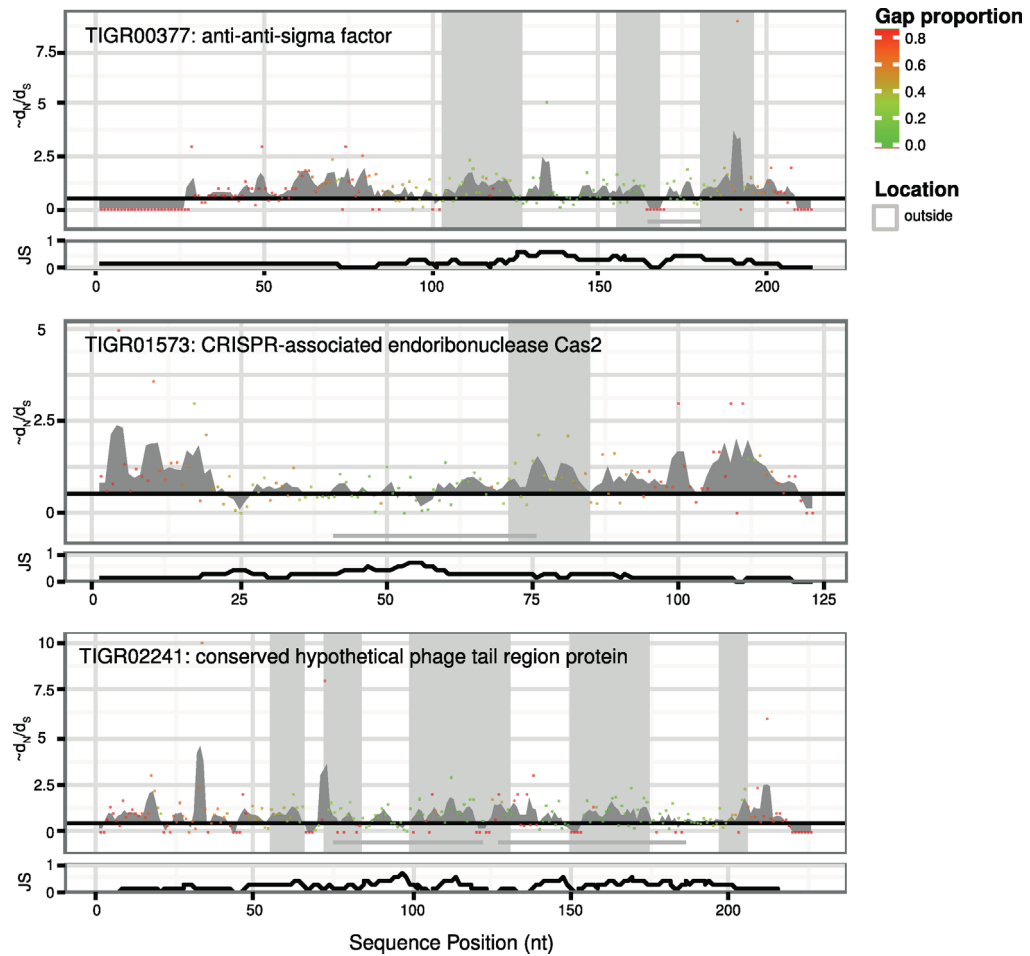 TIGR00377: anti-anti-sigma factor
7.5
5
2.5
0
~dN/dS
JS
1
0
0 50 100 150 200
TIGR01573: CRISPR-associated endoribonuclease Cas2
5
2.5
0
~dN/dS
JS
1
0
0 25 50 75 100 125
TIGR02241: conserved hypothetical phage tail region protein
10
7.5
5
2.5
0
~dN/dS
JS
1
0
0 50 100 150 200
Sequence Position (nt)
Gap proportion
0.8
0.6
0.4
0.2
0.0
Location
outside